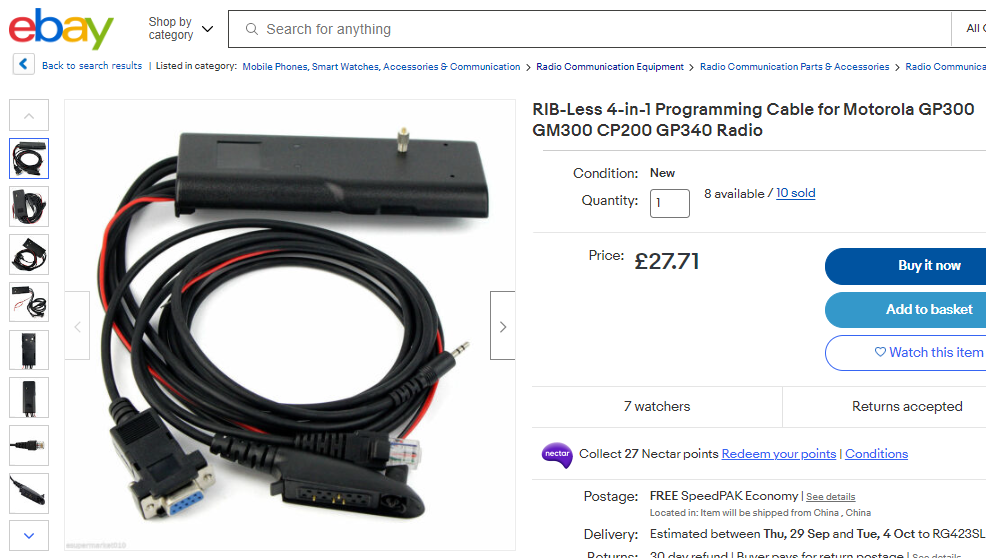 ebay
Shop by
category
Search for anything
All
Back to search results | Listed in category: Mobile Phones, Smart Watches, Accessories & Communication > Radio Communication Equipment > Radio Communication Parts & Accessories > Radio Communica
RIB-Less 4-in-1 Programming Cable for Motorola GP300
GM300 CP200 GP340 Radio
Condition: New
Quantity: 1 8 available / 10 sold
Price: £27.71
Buy it now
Add to basket
Watch this item
7 watchers Returns accepted
nectar Collect 27 Nectar points Redeem your points | Conditions
Postage: FREE SpeedPAK Economy | See details
Located in: Item will be shipped from China , China
Delivery: Estimated between Thu, 29 Sep and Tue, 4 Oct to RG423SL
Returns: 30 day refund | Buyer pays for return postage | See details
esupermarket510